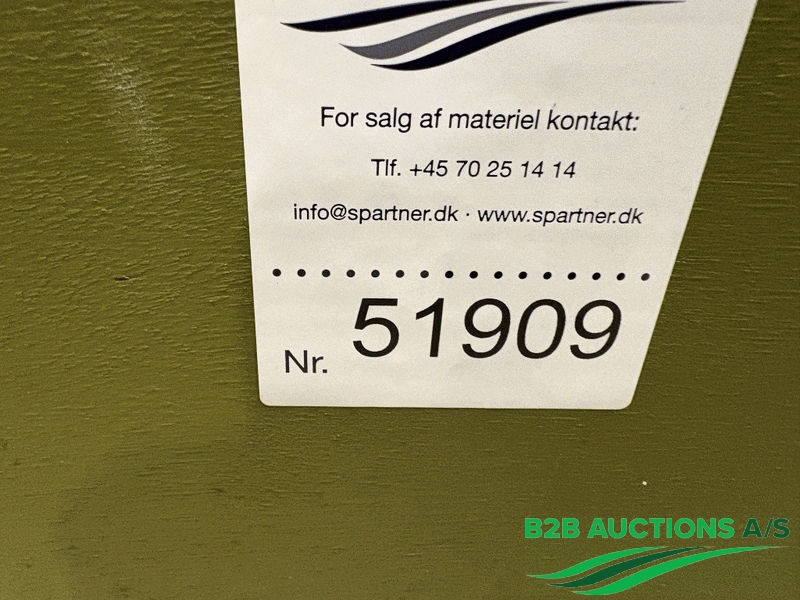 For salg af materiel kontakt:
Tlf. +45 70 25 14 14
info@spartner.dk · www.spartner.dk
Nr. 51909
B2B AUCTIONS A/S